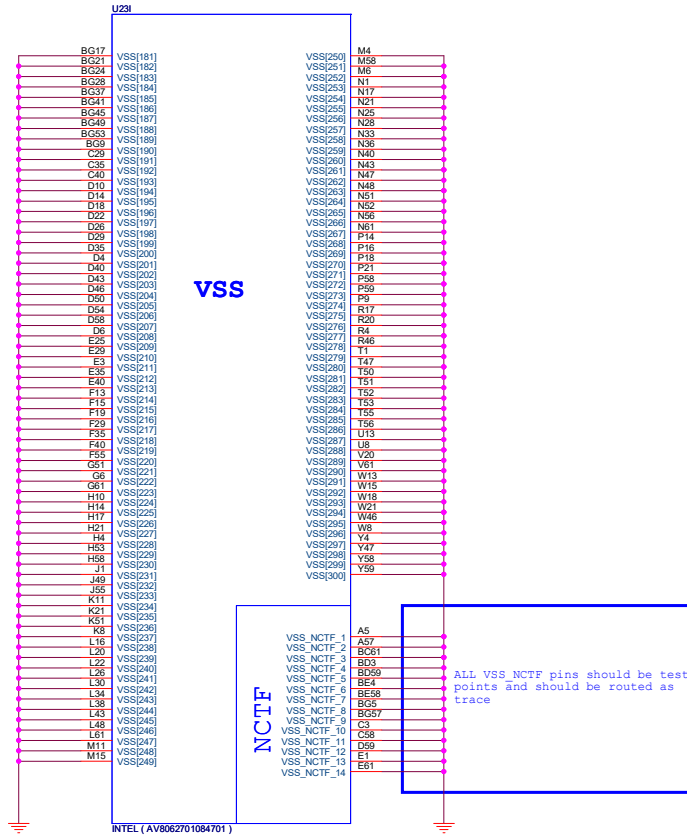 U23I
BG17 VSS[181]
BG21 VSS[182]
BG24 VSS[183]
BG28 VSS[184]
BG37 VSS[185]
BG41 VSS[186]
BG45 VSS[187]
BG49 VSS[188]
BG53 VSS[189]
BG9 VSS[190]
C29 VSS[191]
C35 VSS[192]
C40 VSS[193]
D10 VSS[194]
D14 VSS[195]
D18 VSS[196]
D22 VSS[197]
D26 VSS[198]
D29 VSS[199]
D35 VSS[200]
D4 VSS[201]
D40 VSS[202]
D43 VSS[203]
D46 VSS[204]
D50 VSS[205]
D54 VSS[206]
D58 VSS[207]
D6 VSS[208]
E25 VSS[209]
E29 VSS[210]
E3 VSS[211]
E35 VSS[212]
E40 VSS[213]
F13 VSS[214]
F15 VSS[215]
F19 VSS[216]
F29 VSS[217]
F35 VSS[218]
F40 VSS[219]
F55 VSS[220]
G51 VSS[221]
G6 VSS[222]
G61 VSS[223]
H10 VSS[224]
H14 VSS[225]
H17 VSS[226]
H21 VSS[227]
H4 VSS[228]
H53 VSS[229]
H58 VSS[230]
J1 VSS[231]
J49 VSS[232]
J55 VSS[233]
K11 VSS[234]
K21 VSS[235]
K51 VSS[236]
K8 VSS[237]
L16 VSS[238]
L20 VSS[239]
L22 VSS[240]
L26 VSS[241]
L30 VSS[242]
L34 VSS[243]
L38 VSS[244]
L43 VSS[245]
L48 VSS[246]
L61 VSS[247]
M11 VSS[248]
M15 VSS[249]
VSS
VSS[250] M4
VSS[251] M58
VSS[252] M6
VSS[253] N1
VSS[254] N17
VSS[255] N21
VSS[256] N25
VSS[257] N28
VSS[258] N33
VSS[259] N36
VSS[260] N40
VSS[261] N43
VSS[262] N47
VSS[263] N48
VSS[264] N51
VSS[265] N52
VSS[266] N56
VSS[267] N61
VSS[268] P14
VSS[269] P16
VSS[270] P18
VSS[271] P21
VSS[272] P58
VSS[273] P59
VSS[274] P9
VSS[275] R17
VSS[276] R20
VSS[277] R4
VSS[278] R46
VSS[279] T1
VSS[280] T47
VSS[281] T50
VSS[282] T51
VSS[283] T52
VSS[284] T53
VSS[285] T55
VSS[286] T56
VSS[287] U13
VSS[288] U8
VSS[289] V20
VSS[290] V61
VSS[291] W13
VSS[292] W15
VSS[293] W18
VSS[294] W21
VSS[295] W46
VSS[296] W8
VSS[297] Y4
VSS[298] Y47
VSS[299] Y58
VSS[300] Y59
NCTF
VSS_NCTF_1 A5
VSS_NCTF_2 A57
VSS_NCTF_3 BC61
VSS_NCTF_4 BD3
VSS_NCTF_5 BD59
VSS_NCTF_6 BE4
VSS_NCTF_7 BE58
VSS_NCTF_8 BG5
VSS_NCTF_9 BG57
VSS_NCTF_10 C3
VSS_NCTF_11 C58
VSS_NCTF_12 D59
VSS_NCTF_13 E1
VSS_NCTF_14 E61
ALL VSS_NCTF pins should be test
points and should be routed as
trace
INTEL ( AV8062701084701 )